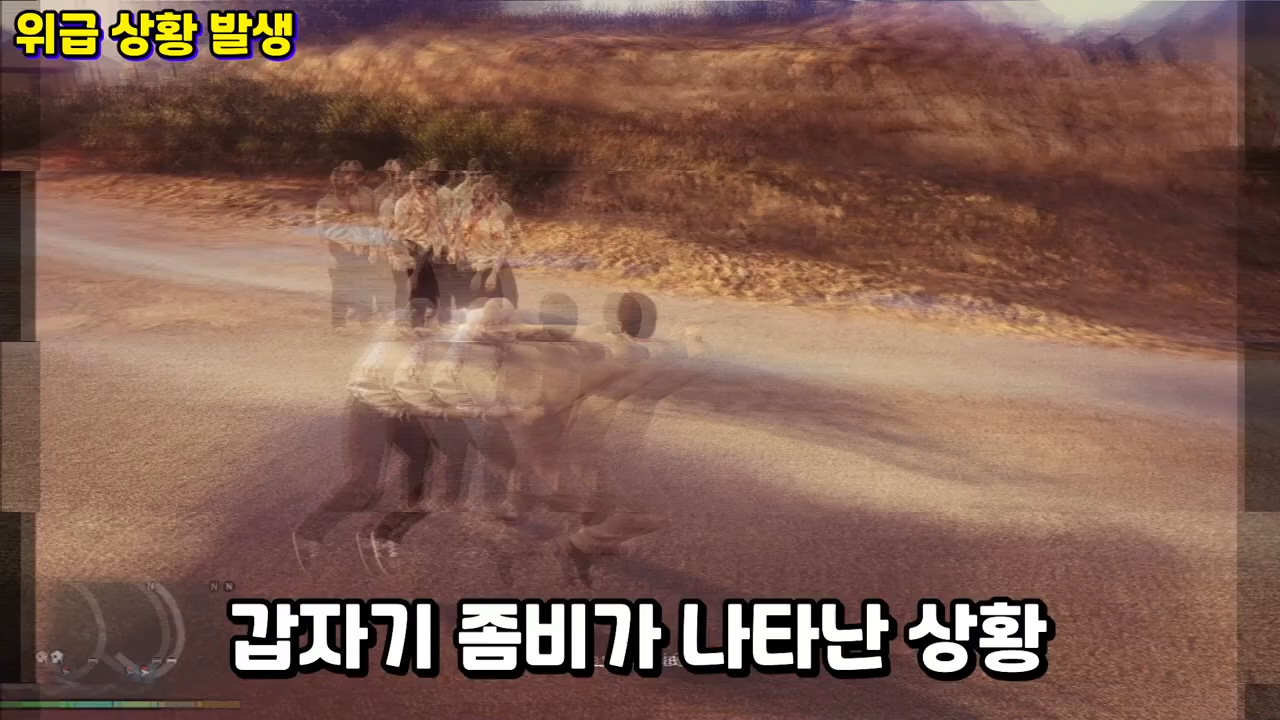 위급 상황 발생
갑자기 좀비가 나타난 상황